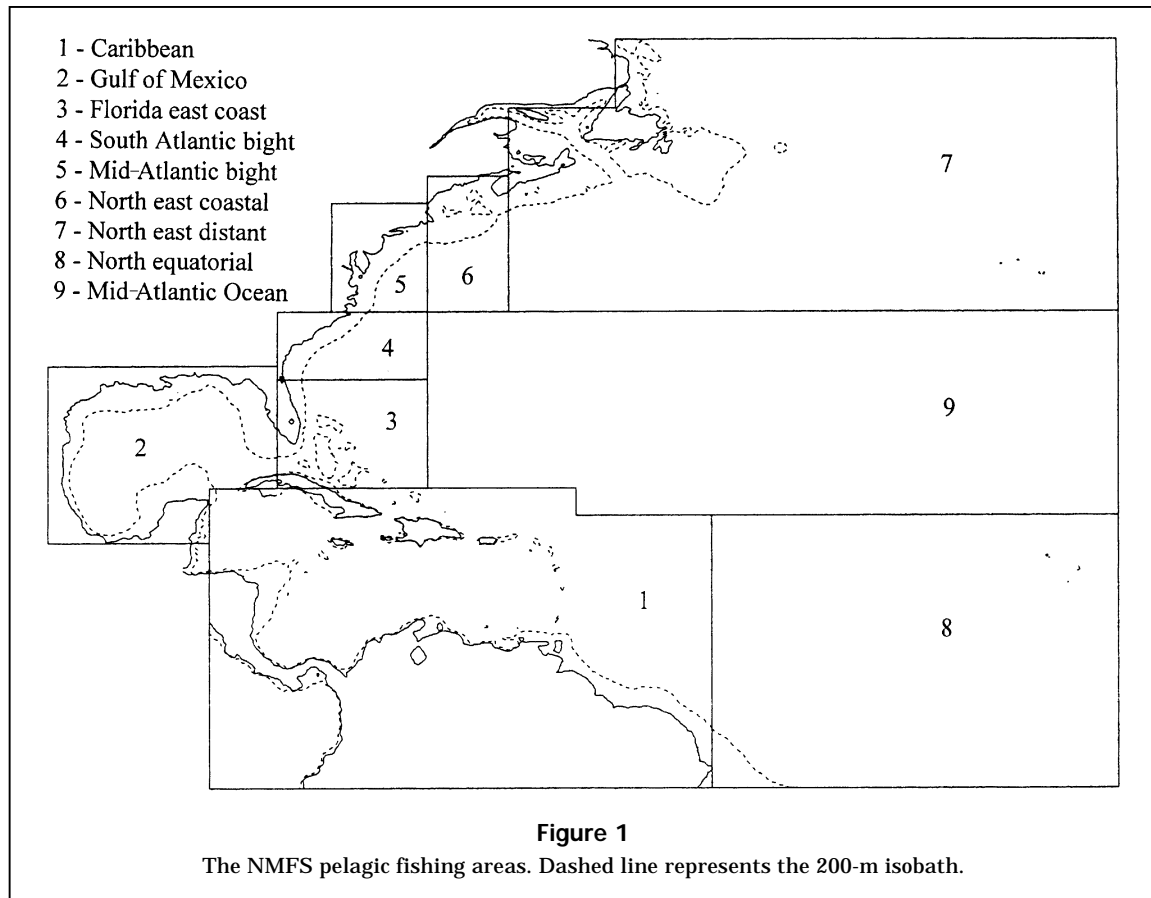 1 - Caribbean
2 - Gulf of Mexico
3 - Florida east coast
4 - South Atlantic bight
5 - Mid-Atlantic bight
6 - North east coastal
7 - North east distant
8 - North equatorial
9 - Mid-Atlantic Ocean
7
6
5
4
9
3
2
1
8
Figure 1
The NMFS pelagic fishing areas. Dashed line represents the 200-m isobath.